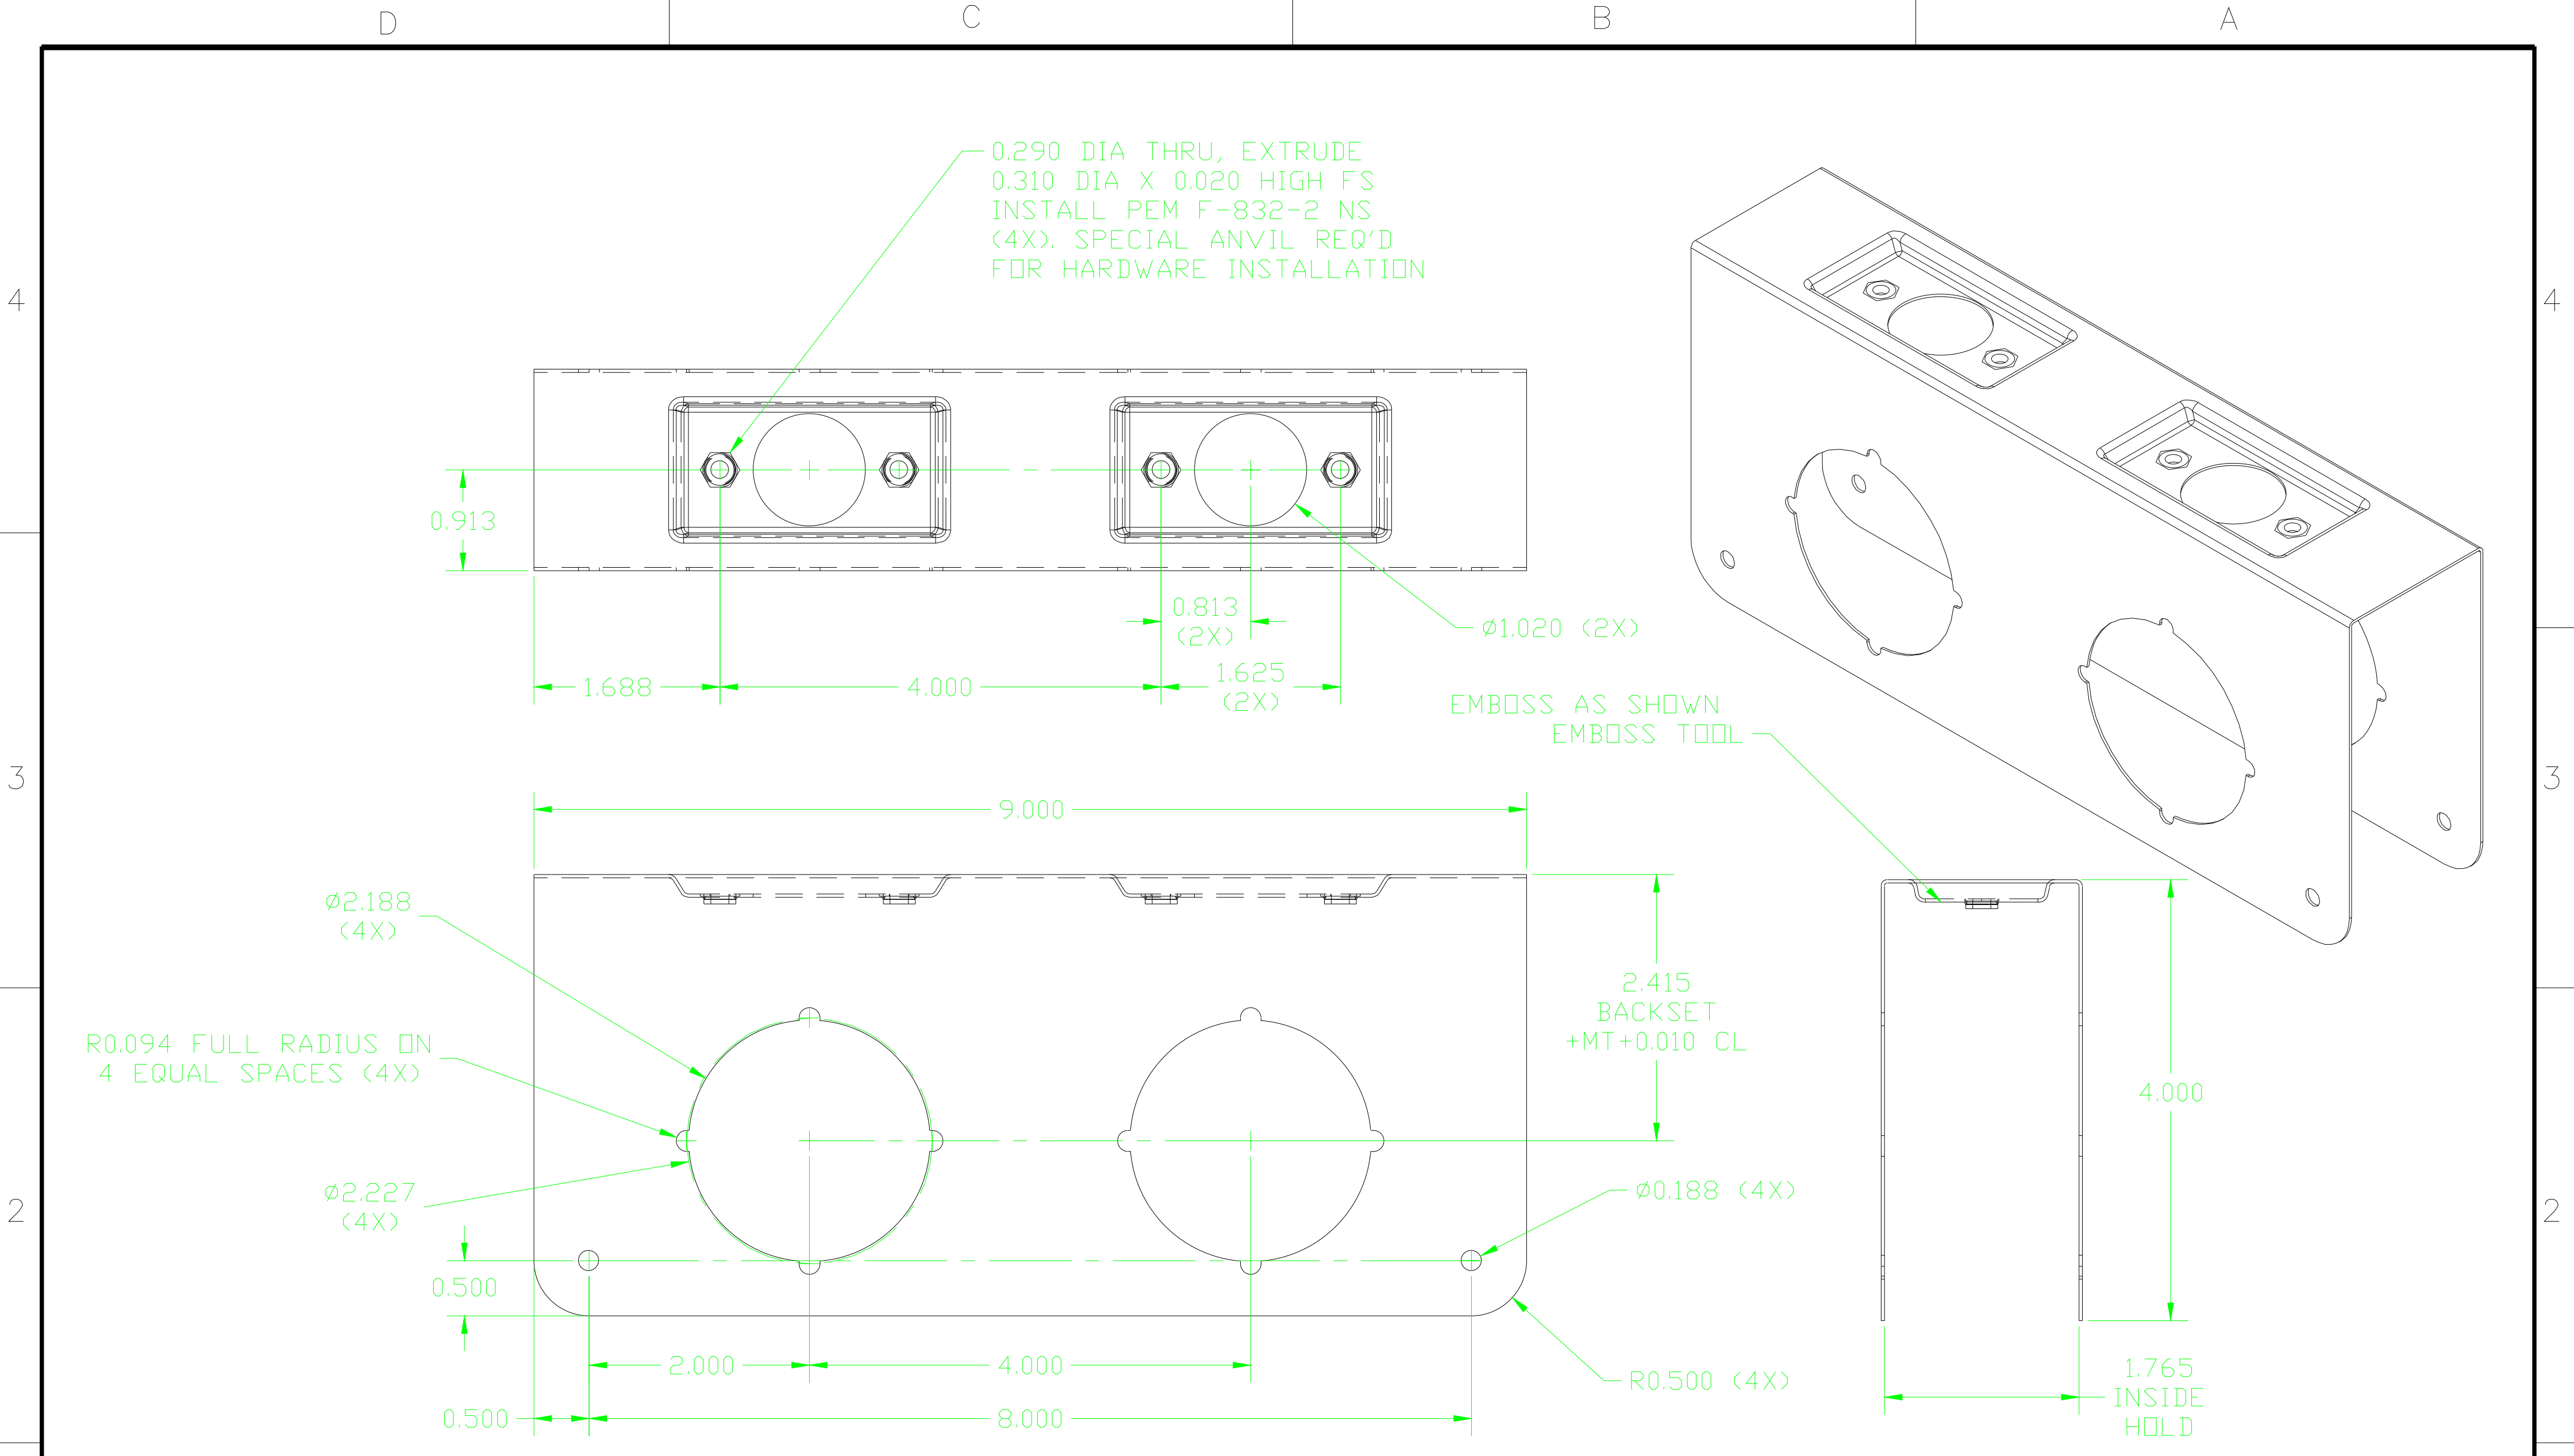 D
C
B
A
0.290 DIA THRU, EXTRUDE
0.310 DIA X 0.020 HIGH FS
INSTALL PEM F-832-2 NS
(4X). SPECIAL ANVIL REQ'D
FOR HARDWARE INSTALLATION
4
4
0.913
0.813
(2X)
Ø1.020 (2X)
1.688
4.000
1.625
(2X)
EMBOSS AS SHOWN
EMBOSS TOOL
3
3
9.000
Ø2.188
(4X)
2.415
BACKSET
+MT+0.010 CL
R0.094 FULL RADIUS ON
4 EQUAL SPACES (4X)
4.000
Ø2.227
(4X)
Ø0.188 (4X)
2
2
0.500
2.000
4.000
R0.500 (4X)
1.765
INSIDE
HOLD
0.500
8.000